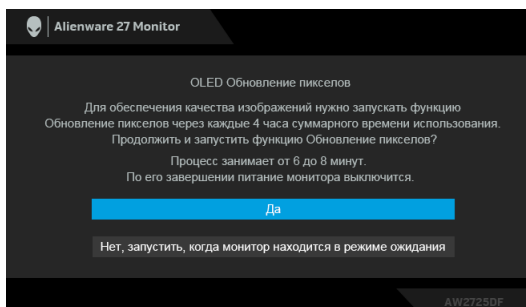 Alienware 27 Monitor
OLED Обновление пикселов
Для обеспечения качества изображений нужно запускать функцию
Обновление пикселов через каждые 4 часа суммарного времени использования.
Продолжить и запустить функцию Обновление пикселов?
Процесс занимает от 6 до 8 минут.
По его завершении питание монитора выключится.
Да
Нет, запустить, когда монитор находится в режиме ожидания
AW2725DF